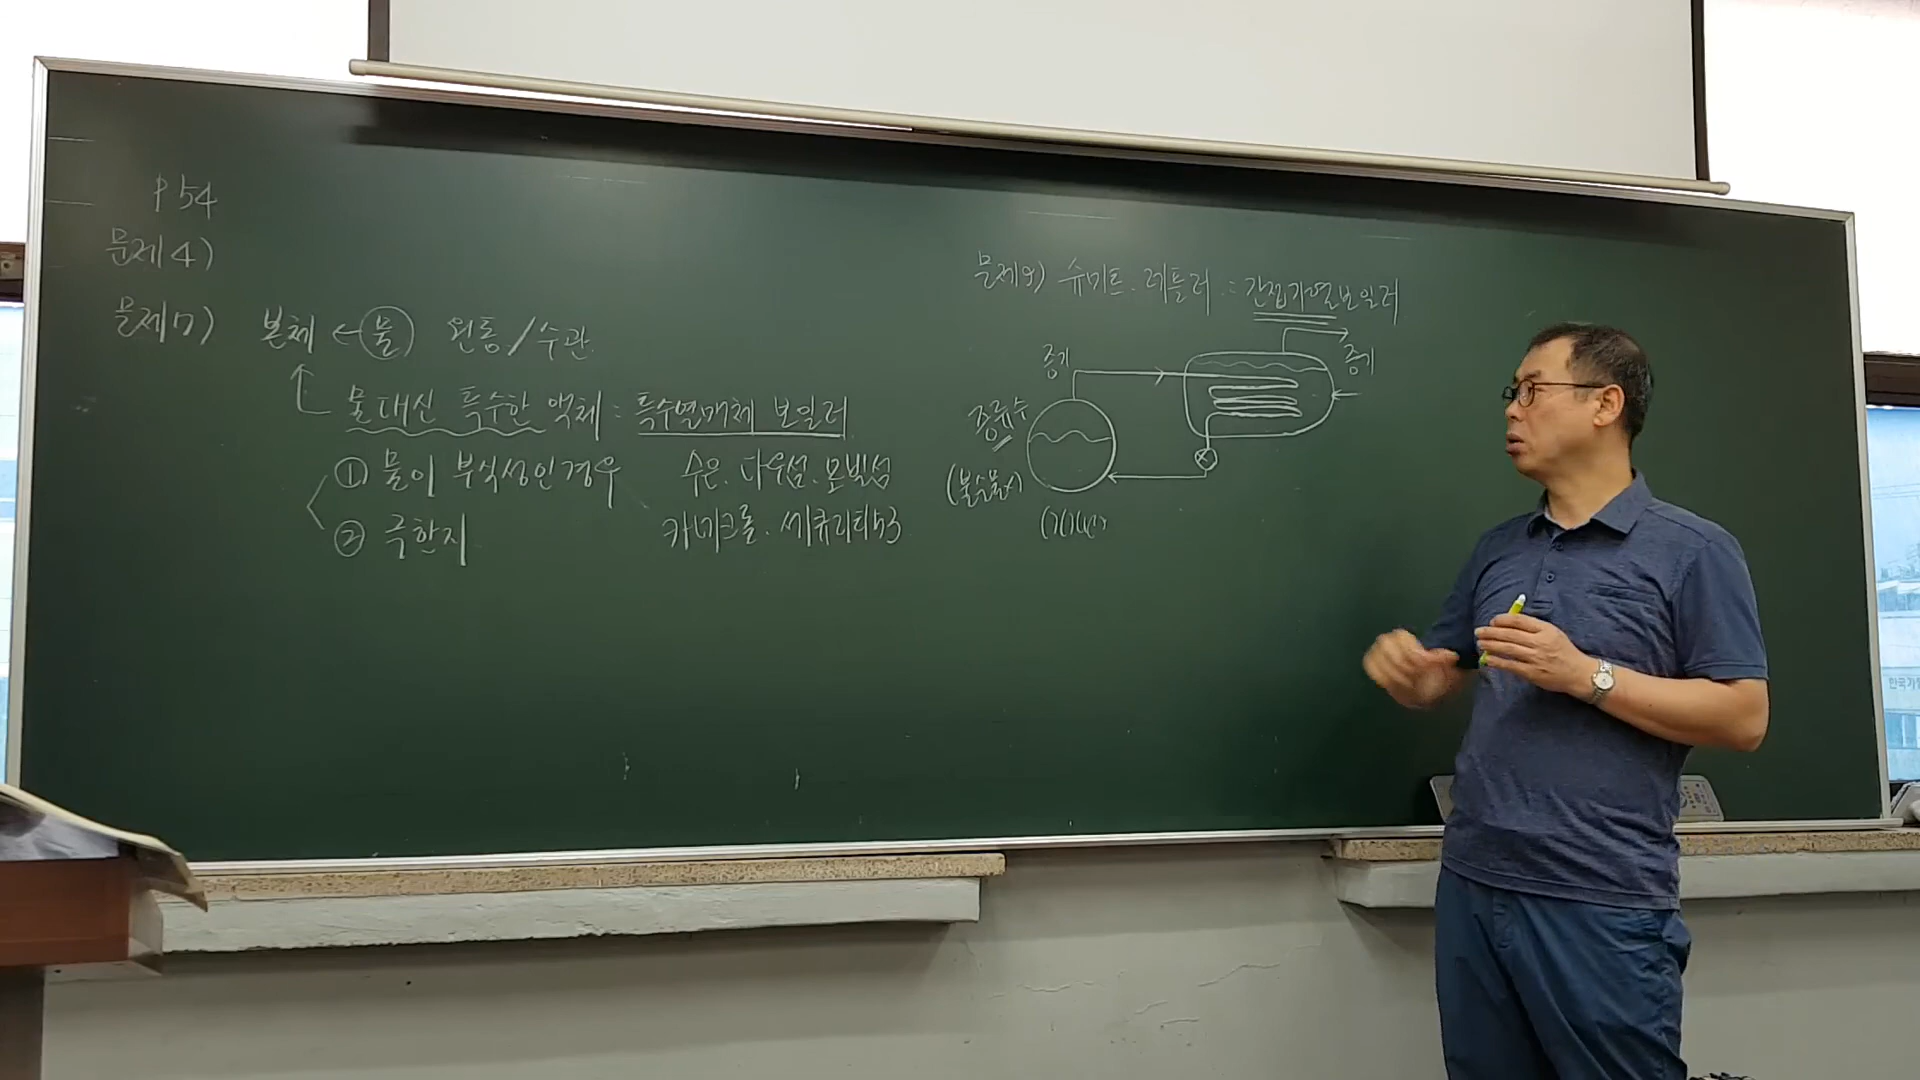 P 54
문제 4)
문제 7) 본체 ← 물 원통 / 수관
물대신 특수한 액체 : 특수열매체 보일러
① 물이 부식성인경우 수은. 다우섬. 모빌섬
② 극한지 카네크롤. 세큐리티53
문제 9) 슈미트. 레플러 : 간접가열보일러
증기
증기
증류수
(불순물x)
한국가